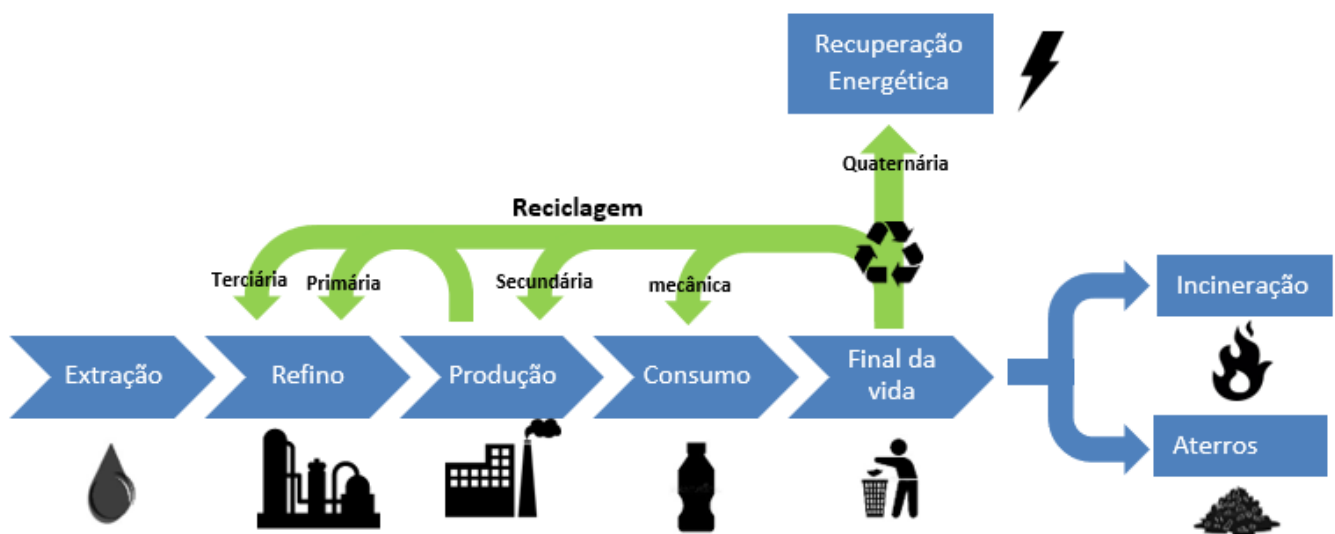 Recuperação
Energética
Quaternária
Reciclagem
Terciária
Primária
Secundária
mecânica
Incineração
Extração
Refino
Produção
Consumo
Final da
vida
Aterros